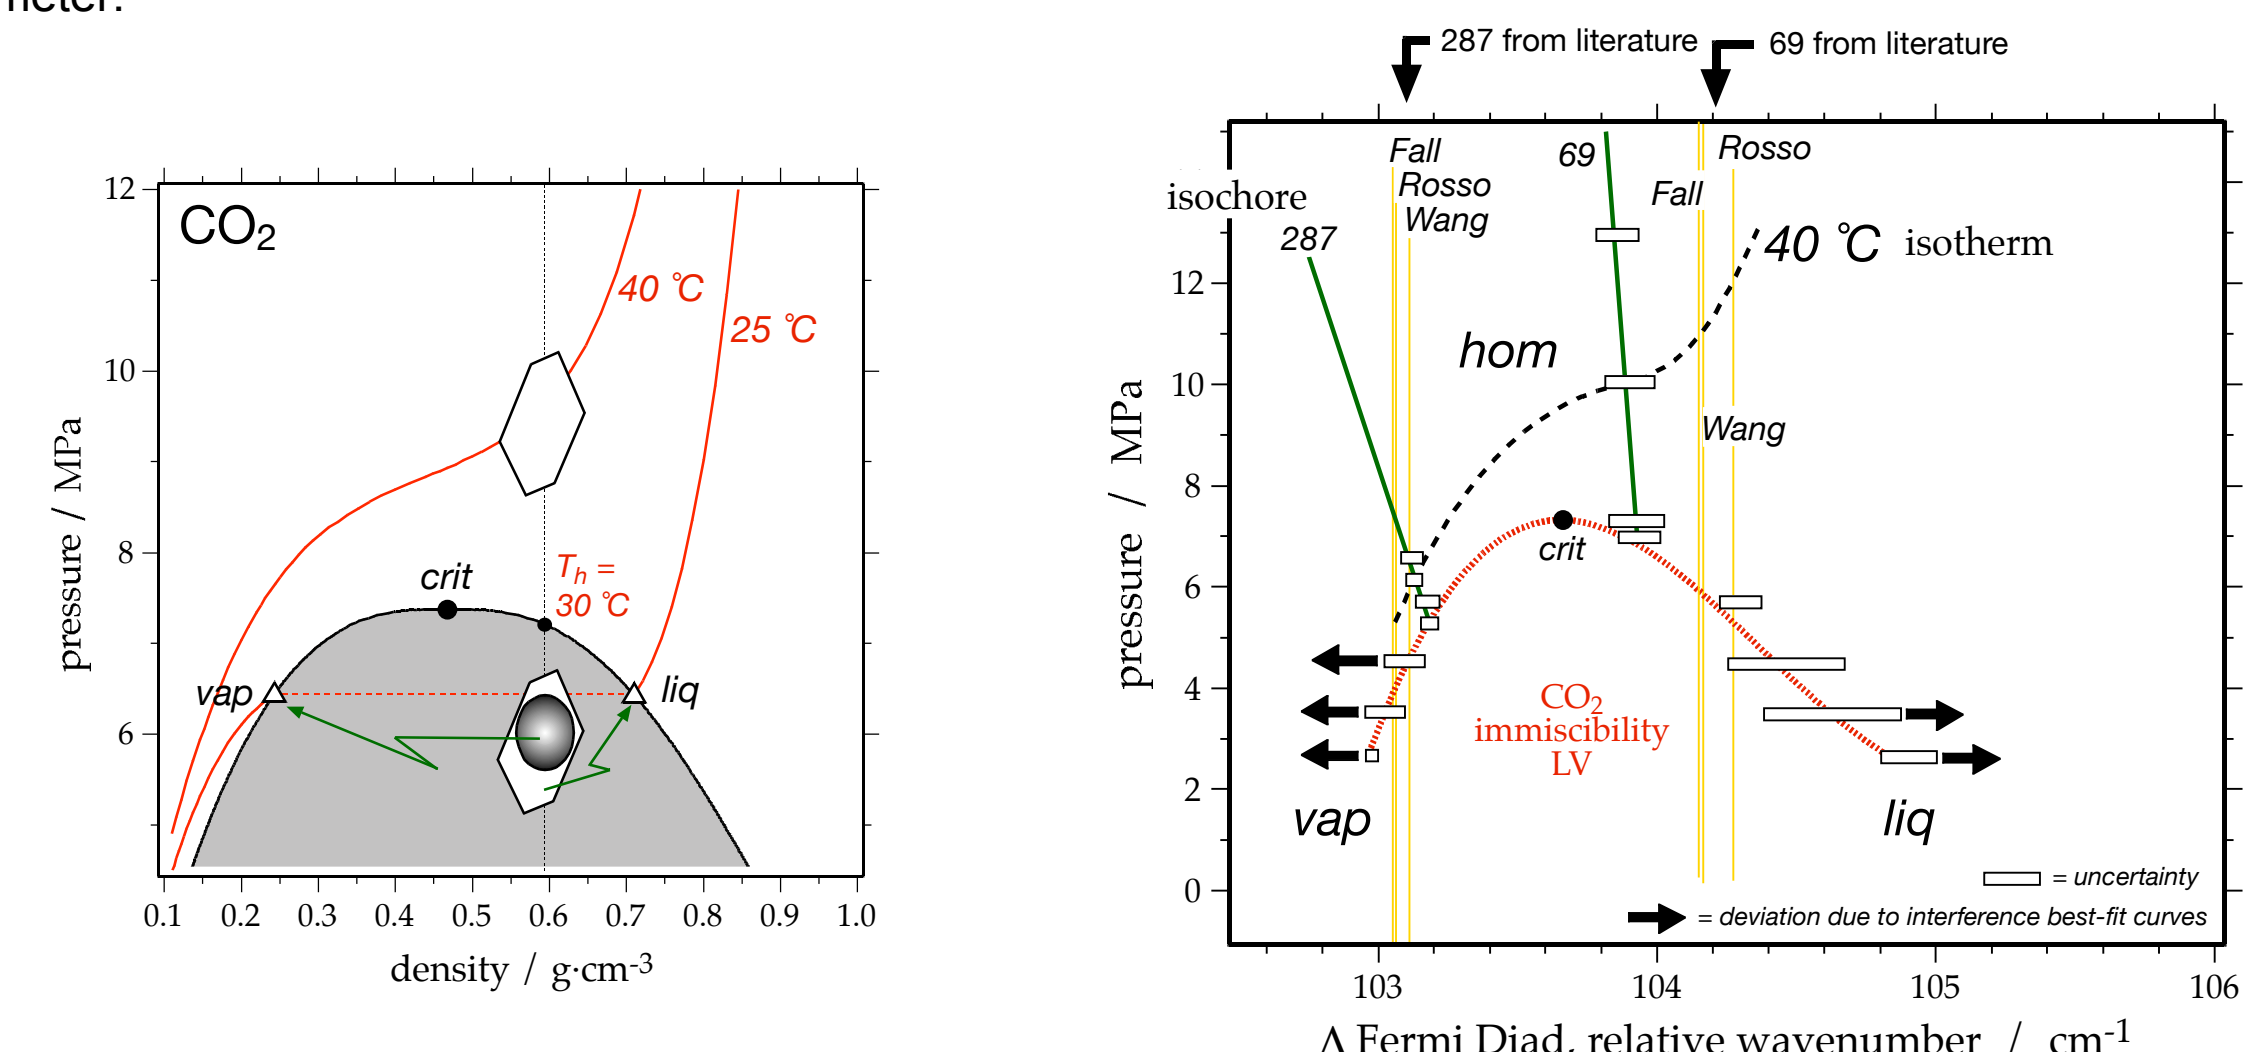 meter.
CO2
12
10
8
6
pressure / MPa
40 ℃
25 ℃
crit
Th =
30 ℃
vap
liq
0.1 0.2 0.3 0.4 0.5 0.6 0.7 0.8 0.9 1.0
density / g·cm-3
287 from literature
69 from literature
isochore
287
Fall
Rosso
Wang
69
Fall
Rosso
Wang
40 ℃ isotherm
hom
crit
CO2
immiscibility
LV
vap
liq
= uncertainty
= deviation due to interference best-fit curves
12
10
8
6
4
2
0
pressure / MPa
103 104 105 106
Δ Fermi Diad, relative wavenumber / cm-1